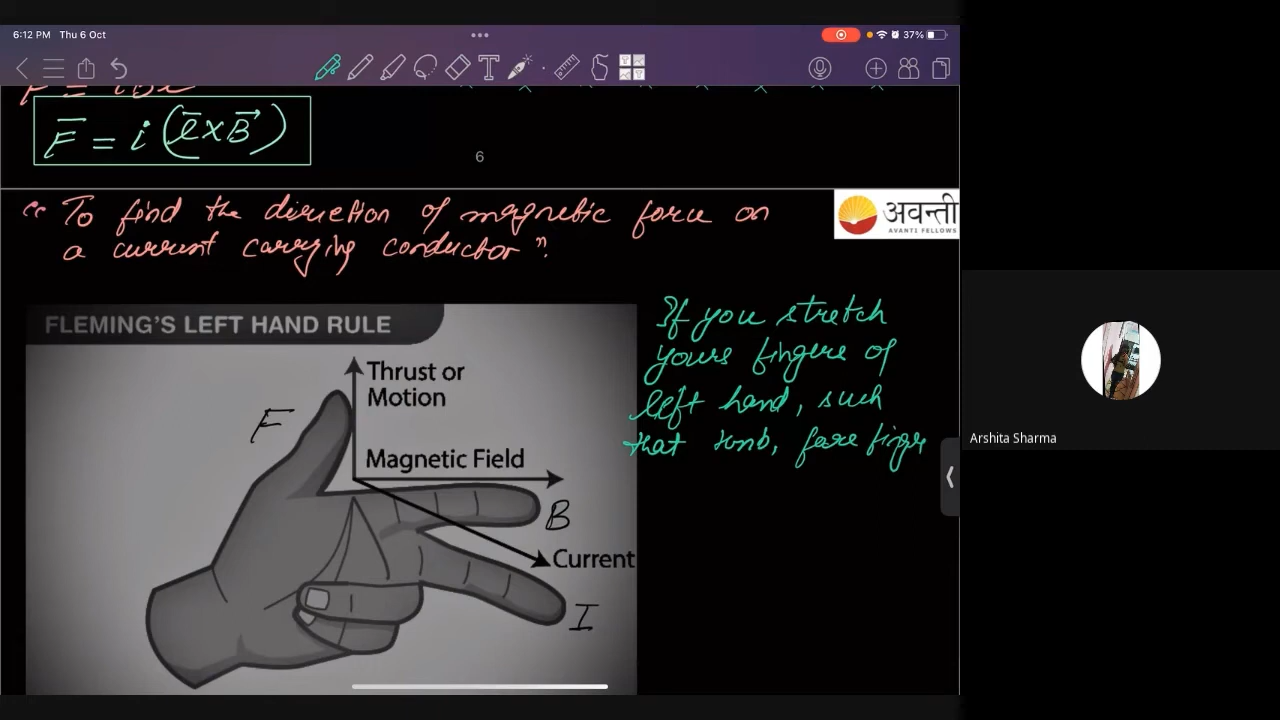 6:12 PM Thu 6 Oct
37%
F = i (l × B)
6
" To find the direction of magnetic force on
a current carrying conductor ".
अवन्ती
AVANTI FELLOWS
FLEMING'S LEFT HAND RULE
Thrust or
Motion
F
Magnetic Field
B
Current
I
If you stretch
yours fingers of
left hand, such
that tomb, fore finger
Arshita Sharma